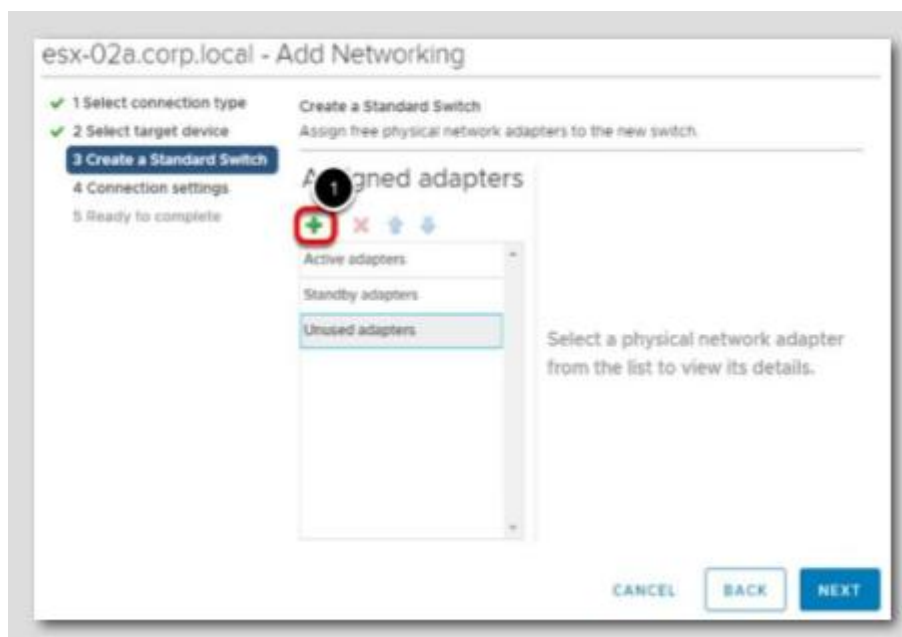 esx-02a.corp.local - Add Networking
1 Select connection type
2 Select target device
3 Create a Standard Switch
4 Connection settings
5 Ready to complete
Create a Standard Switch
Assign free physical network adapters to the new switch.
adapters
1
Active adapters
Standby adapters
Unused adapters
Select a physical network adapter
from the list to view its details.
CANCEL
BACK
NEXT